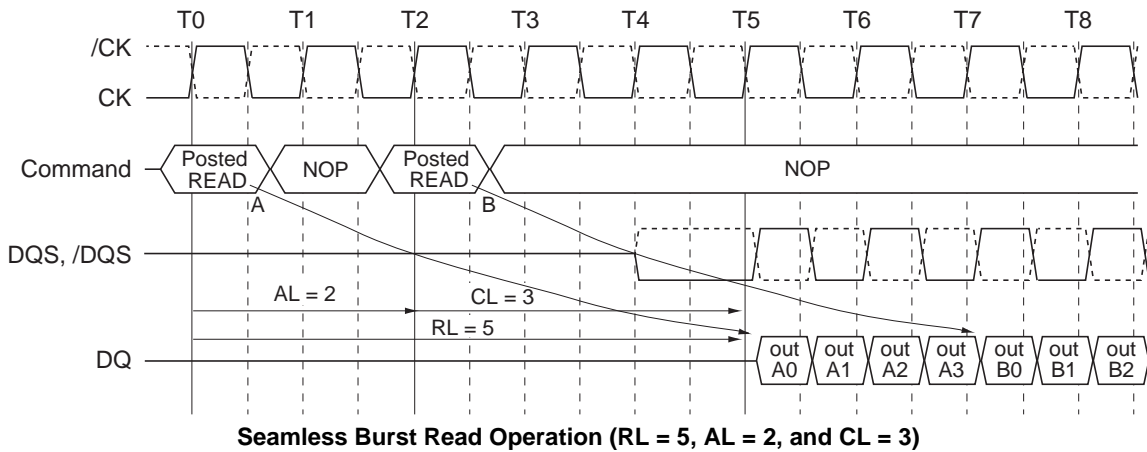 T0 T1 T2 T3 T4 T5 T6 T7 T8
/CK
CK
Command
Posted
READ
NOP
Posted
READ
NOP
A
B
DQS, /DQS
AL = 2
CL = 3
RL = 5
DQ
out
A0
out
A1
out
A2
out
A3
out
B0
out
B1
out
B2
Seamless Burst Read Operation (RL = 5, AL = 2, and CL = 3)